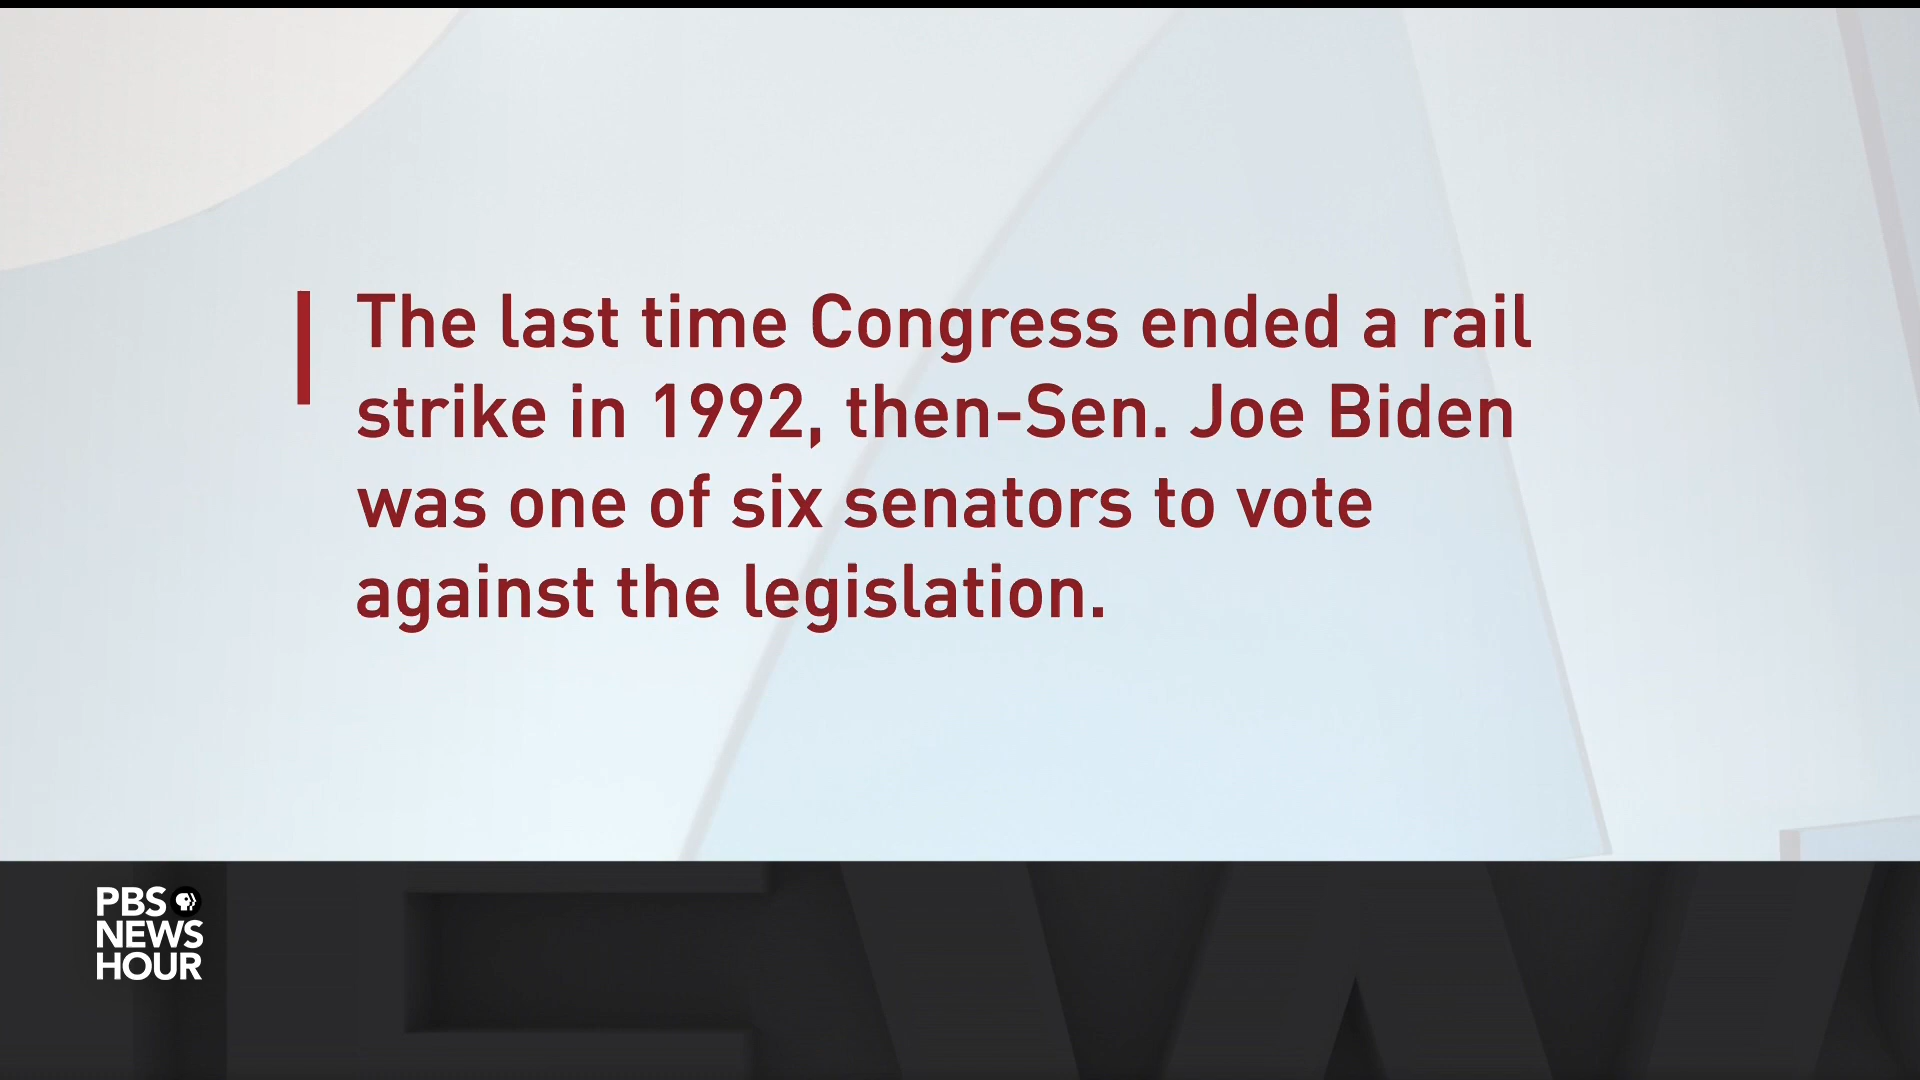 The last time Congress ended a rail
strike in 1992, then-Sen. Joe Biden
was one of six senators to vote
against the legislation.
PBS
NEWS
HOUR